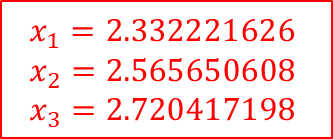 x₁ = 2.332221626
x₂ = 2.565650608
x₃ = 2.720417198